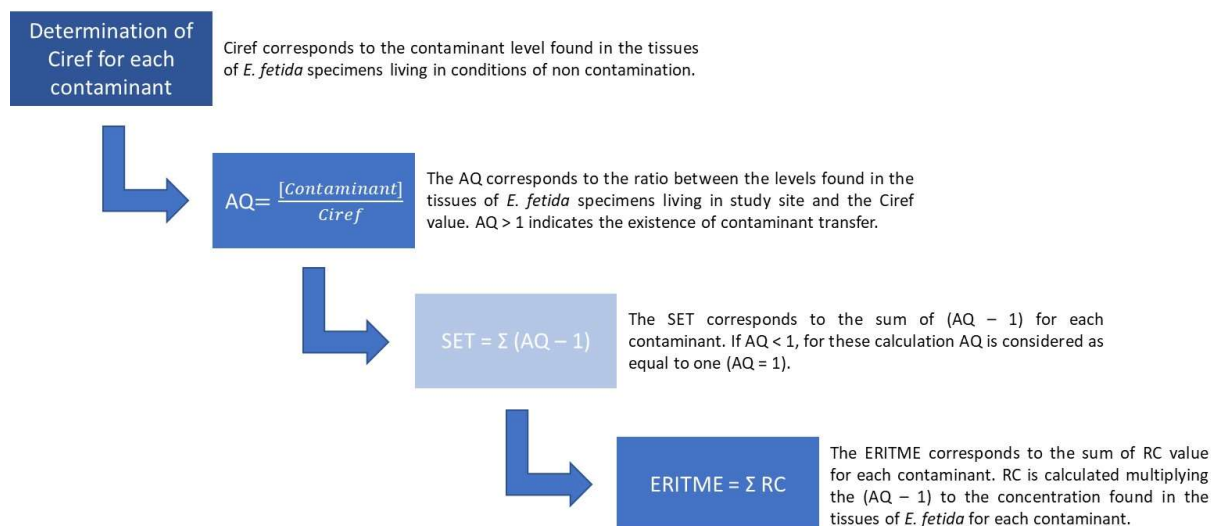 Determination of
Ciref for each
contaminant
Ciref corresponds to the contaminant level found in the tissues
of E. fetida specimens living in conditions of non contamination.
AQ= [Contaminant] / Ciref
The AQ corresponds to the ratio between the levels found in the
tissues of E. fetida specimens living in study site and the Ciref
value. AQ > 1 indicates the existence of contaminant transfer.
SET = Σ (AQ – 1)
The SET corresponds to the sum of (AQ – 1) for each
contaminant. If AQ < 1, for these calculation AQ is considered as
equal to one (AQ = 1).
ERITME = Σ RC
The ERITME corresponds to the sum of RC value
for each contaminant. RC is calculated multiplying
the (AQ – 1) to the concentration found in the
tissues of E. fetida for each contaminant.